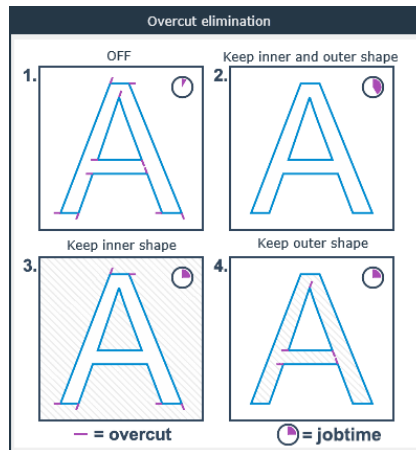 Overcut elimination
OFF
Keep inner and outer shape
1.
2.
Keep inner shape
Keep outer shape
3.
4.
= overcut
= jobtime